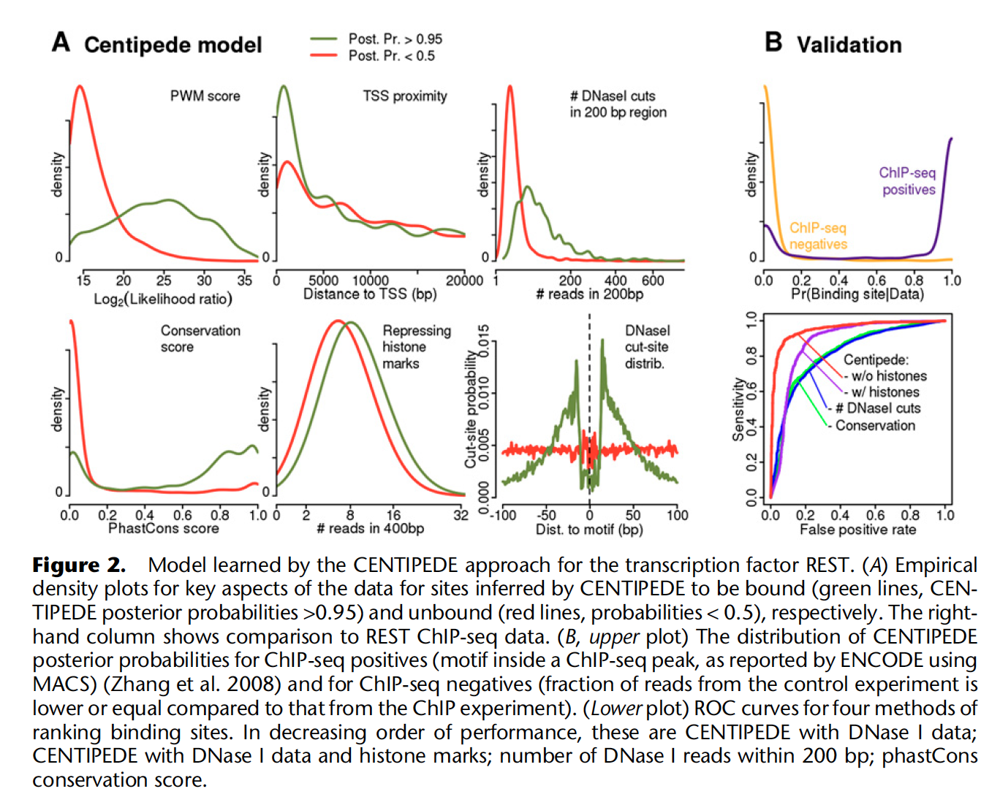 A Centipede model
Post. Pr. > 0.95
Post. Pr. < 0.5
B Validation
PWM score
density
0
15 20 25 30 35
Log2(Likelihood ratio)
TSS proximity
density
0
0 5000 10000 20000
Distance to TSS (bp)
# DNaseI cuts
in 200 bp region
density
0
1 200 400 600
# reads in 200bp
ChIP-seq
positives
ChIP-seq
negatives
density
0
0.0 0.2 0.4 0.6 0.8 1.0
Pr(Binding site|Data)
Conservation
score
density
0
0.0 0.2 0.4 0.6 0.8 1.0
PhastCons score
Repressing
histone
marks
density
0
0 2 8 16 32
# reads in 400bp
DNaseI
cut-site
distrib.
Cut-site probability
0.000 0.005 0.010 0.015
-100 -50 0 50 100
Dist. to motif (bp)
Centipede:
- w/o histones
- w/ histones
- # DNaseI cuts
- Conservation
Sensitivity
0.0 0.2 0.4 0.6 0.8 1.0
0.0 0.2 0.4 0.6 0.8 1.0
False positive rate
Figure 2. Model learned by the CENTIPEDE approach for the transcription factor REST. (A) Empirical
density plots for key aspects of the data for sites inferred by CENTIPEDE to be bound (green lines, CEN-
TIPEDE posterior probabilities >0.95) and unbound (red lines, probabilities < 0.5), respectively. The right-
hand column shows comparison to REST ChIP-seq data. (B, upper plot) The distribution of CENTIPEDE
posterior probabilities for ChIP-seq positives (motif inside a ChIP-seq peak, as reported by ENCODE using
MACS) (Zhang et al. 2008) and for ChIP-seq negatives (fraction of reads from the control experiment is
lower or equal compared to that from the ChIP experiment). (Lower plot) ROC curves for four methods of
ranking binding sites. In decreasing order of performance, these are CENTIPEDE with DNase I data;
CENTIPEDE with DNase I data and histone marks; number of DNase I reads within 200 bp; phastCons
conservation score.